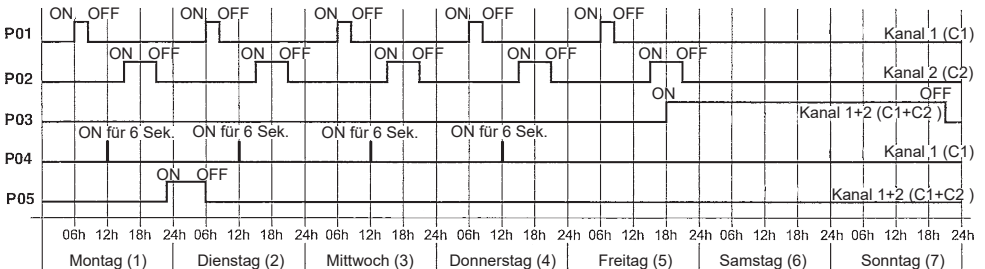 ON OFF ON OFF ON OFF ON OFF ON OFF
P01 Kanal 1 (C1)
ON OFF ON OFF ON OFF ON OFF ON OFF
P02 Kanal 2 (C2)
ON OFF
P03 Kanal 1+2 (C1+C2 )
ON für 6 Sek. ON für 6 Sek. ON für 6 Sek. ON für 6 Sek.
P04 Kanal 1 (C1)
ON OFF
P05 Kanal 1+2 (C1+C2 )
06h 12h 18h 24h 06h 12h 18h 24h 06h 12h 18h 24h 06h 12h 18h 24h 06h 12h 18h 24h 06h 12h 18h 24h 06h 12h 18h 24h
Montag (1) Dienstag (2) Mittwoch (3) Donnerstag (4) Freitag (5) Samstag (6) Sonntag (7)